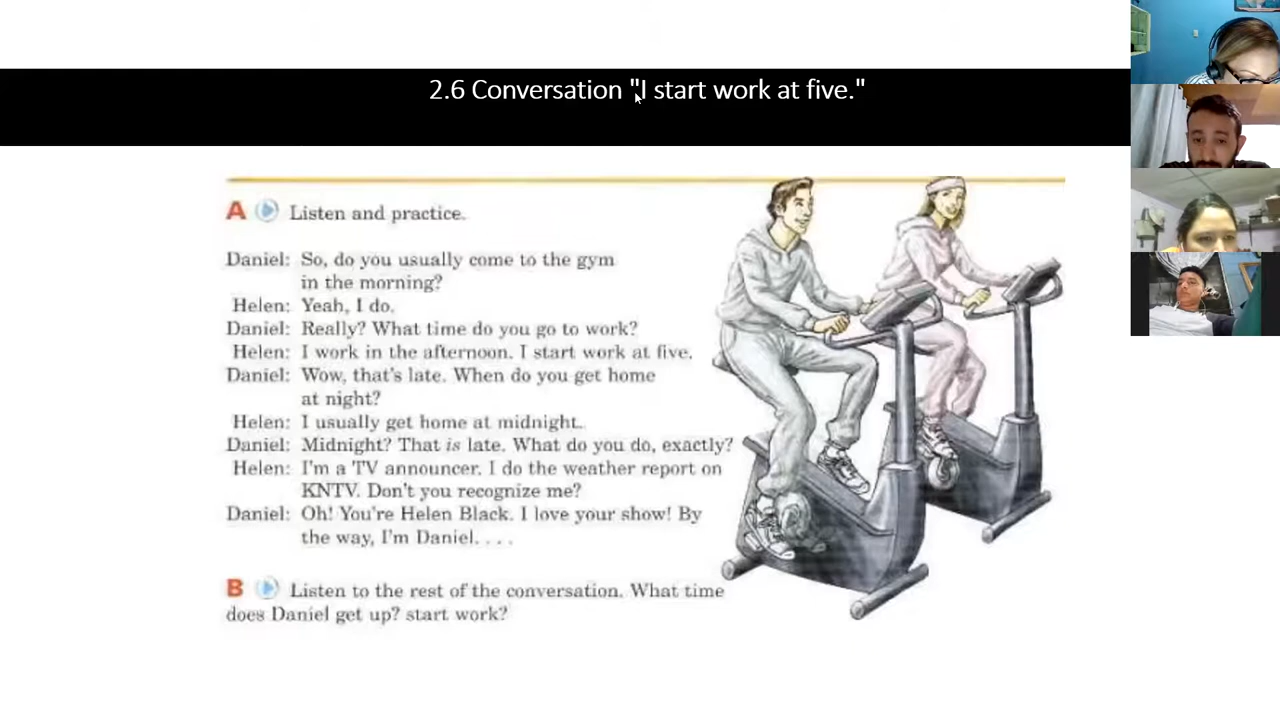 2.6 Conversation "I start work at five."
A Listen and practice.
Daniel: So, do you usually come to the gym
in the morning?
Helen: Yeah, I do.
Daniel: Really? What time do you go to work?
Helen: I work in the afternoon. I start work at five.
Daniel: Wow, that's late. When do you get home
at night?
Helen: I usually get home at midnight.
Daniel: Midnight? That is late. What do you do, exactly?
Helen: I'm a TV announcer. I do the weather report on
KNTV. Don't you recognize me?
Daniel: Oh! You're Helen Black. I love your show! By
the way, I'm Daniel. . . .
B Listen to the rest of the conversation. What time
does Daniel get up? start work?